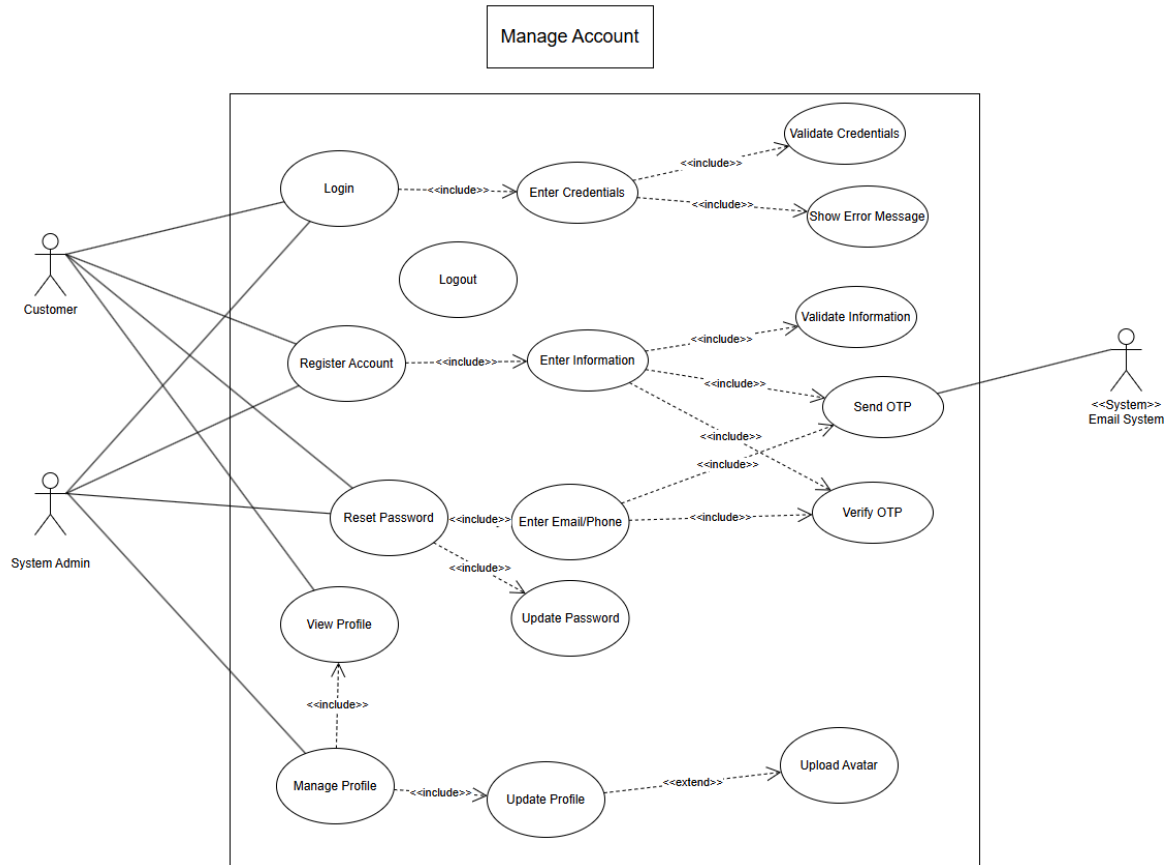 Manage Account
Validate Credentials
<<include>>
Login
<<include>>
Enter Credentials
<<include>>
Show Error Message
Customer
Logout
Validate Information
<<include>>
Register Account
<<include>>
Enter Information
<<include>>
Send OTP
<<System>>
Email System
<<include>>
<<include>>
System Admin
Reset Password
<<include>>
Enter Email/Phone
<<include>>
Verify OTP
<<include>>
View Profile
Update Password
<<include>>
Manage Profile
<<include>>
Update Profile
<<extend>>
Upload Avatar